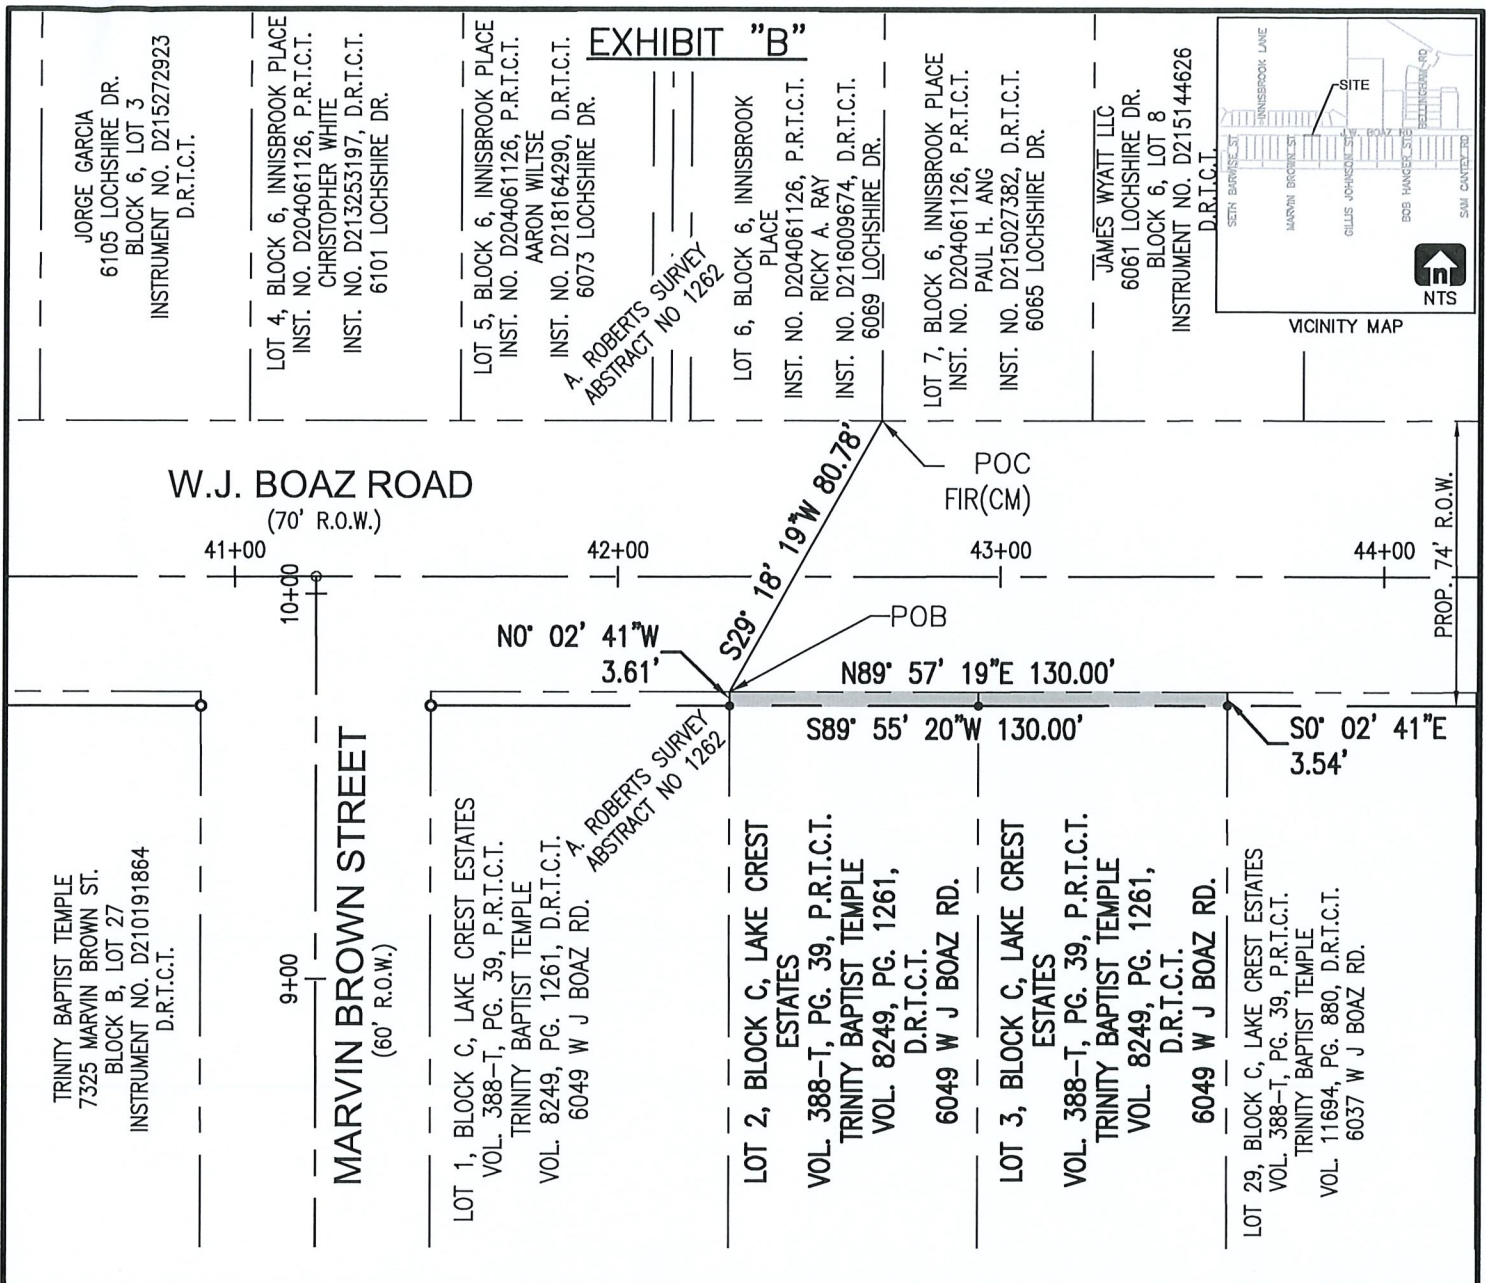 EXHIBIT "B"
JORGE GARCIA
6105 LOCHSHIRE DR.
BLOCK 6, LOT 3
INSTRUMENT NO. D215272923
D.R.T.C.T.
LOT 4, BLOCK 6, INNISBROOK PLACE
INST. NO. D204061126, P.R.T.C.T.
CHRISTOPHER WHITE
INST. NO. D213253197, D.R.T.C.T.
6101 LOCHSHIRE DR.
LOT 5, BLOCK 6, INNISBROOK PLACE
INST. NO. D204061126, P.R.T.C.T.
AARON WILTSE
INST. NO. D218164290, D.R.T.C.T.
6073 LOCHSHIRE DR.
A. ROBERTS SURVEY
ABSTRACT NO 1262
LOT 6, BLOCK 6, INNISBROOK
PLACE
INST. NO. D204061126, P.R.T.C.T.
RICKY A. RAY
INST. NO. D216009674, D.R.T.C.T.
6069 LOCHSHIRE DR.
LOT 7, BLOCK 6, INNISBROOK PLACE
INST. NO. D204061126, P.R.T.C.T.
PAUL H. ANG
INST. NO. D215027382, D.R.T.C.T.
6065 LOCHSHIRE DR.
JAMES WYATT LLC
6061 LOCHSHIRE DR.
BLOCK 6, LOT 8
INSTRUMENT NO. D215144626
D.R.T.C.T.
INNISBROOK LANE
SITE
BELLINGHAM RD
W.J. BOAZ RD
SETH BARWISE ST
MARVIN BROWN ST
GILLIS JOHNSON ST
BOB HANGER ST
SAM CANTEY RD
n
NTS
VICINITY MAP
W.J. BOAZ ROAD
(70' R.O.W.)
S29° 18' 19"W 80.78'
POC
FIR(CM)
PROP. 74' R.O.W.
41+00
42+00
43+00
44+00
10+00
N0° 02' 41"W
3.61'
POB
N89° 57' 19"E 130.00'
S89° 55' 20"W 130.00'
S0° 02' 41"E
3.54'
A. ROBERTS SURVEY
ABSTRACT NO 1262
TRINITY BAPTIST TEMPLE
7325 MARVIN BROWN ST.
BLOCK B, LOT 27
INSTRUMENT NO. D210191864
D.R.T.C.T.
9+00
MARVIN BROWN STREET
(60' R.O.W.)
LOT 1, BLOCK C, LAKE CREST ESTATES
VOL. 388-T, PG. 39, P.R.T.C.T.
TRINITY BAPTIST TEMPLE
VOL. 8249, PG. 1261, D.R.T.C.T.
6049 W J BOAZ RD.
LOT 2, BLOCK C, LAKE CREST
ESTATES
VOL. 388-T, PG. 39, P.R.T.C.T.
TRINITY BAPTIST TEMPLE
VOL. 8249, PG. 1261,
D.R.T.C.T.
6049 W J BOAZ RD.
LOT 3, BLOCK C, LAKE CREST
ESTATES
VOL. 388-T, PG. 39, P.R.T.C.T.
TRINITY BAPTIST TEMPLE
VOL. 8249, PG. 1261,
D.R.T.C.T.
6049 W J BOAZ RD.
LOT 29, BLOCK C, LAKE CREST ESTATES
VOL. 388-T, PG. 39, P.R.T.C.T.
TRINITY BAPTIST TEMPLE
VOL. 11694, PG. 880, D.R.T.C.T.
6037 W J BOAZ RD.